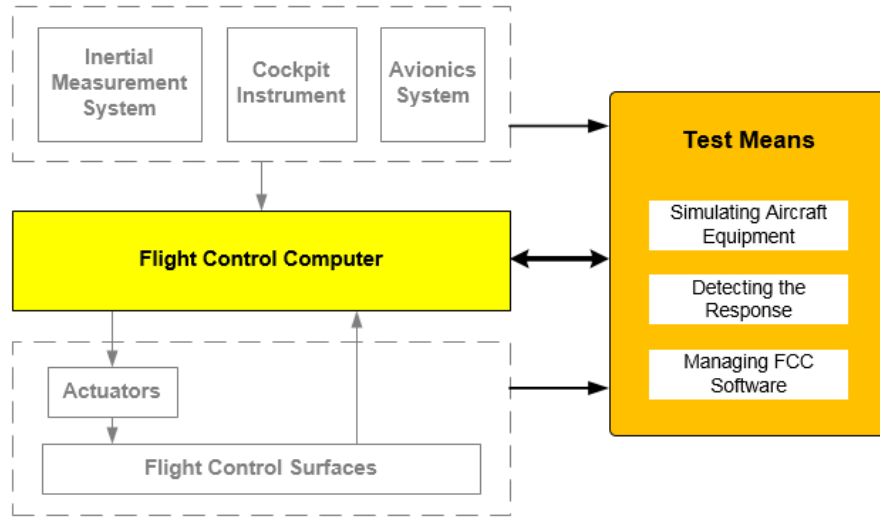 Inertial
Measurement
System
Cockpit
Instrument
Avionics
System
Test Means
Simulating Aircraft
Equipment
Flight Control Computer
Detecting the
Response
Managing FCC
Software
Actuators
Flight Control Surfaces